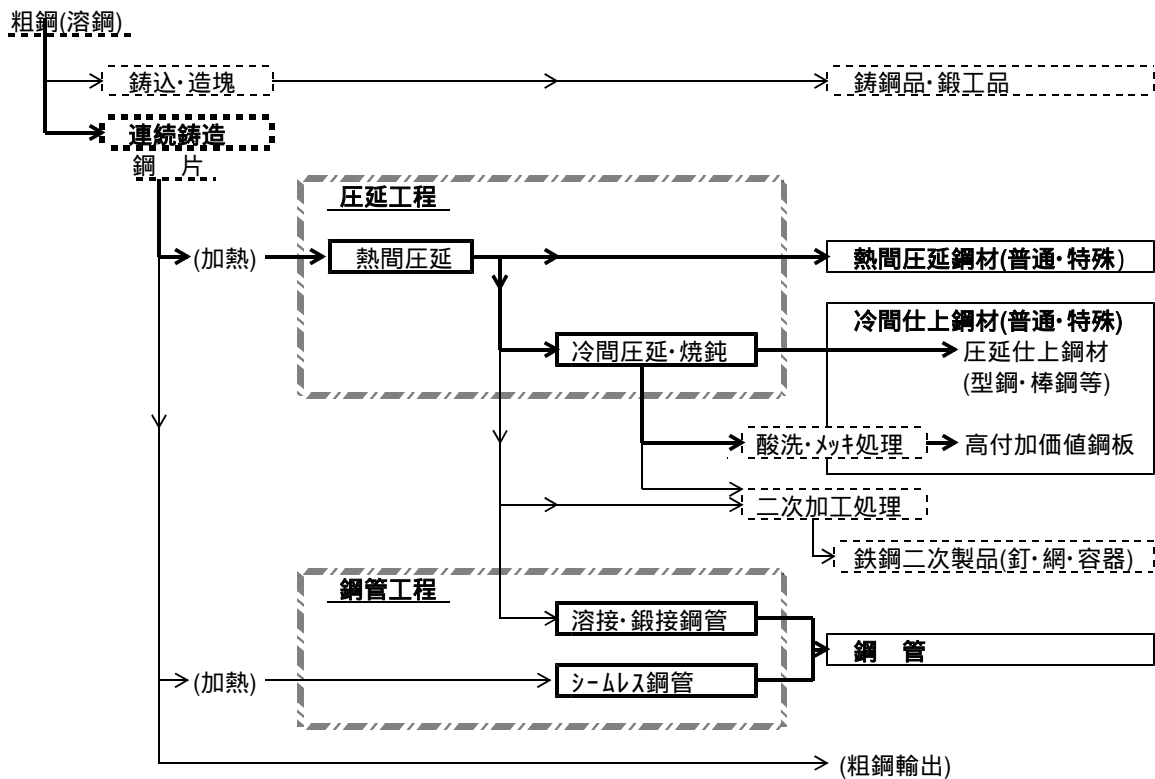 粗鋼(溶鋼)
鋳込・造塊
鋳鋼品・鍛工品
連続鋳造
鋼　片
圧延工程
(加熱)
熱間圧延
熱間圧延鋼材(普通・特殊)
冷間仕上鋼材(普通・特殊)
冷間圧延・焼鈍
圧延仕上鋼材
(型鋼・棒鋼等)
酸洗・ﾒｯｷ処理
高付加価値鋼板
二次加工処理
鉄鋼二次製品(釘・網・容器)
鋼管工程
溶接・鍛接鋼管
鋼　管
(加熱)
ｼｰﾑﾚｽ鋼管
(粗鋼輸出)